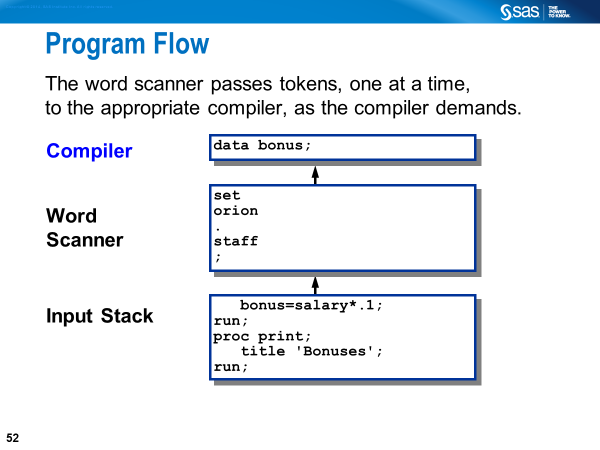 sas THE POWER TO KNOW.
Program Flow
The word scanner passes tokens, one at a time,
to the appropriate compiler, as the compiler demands.
Compiler
data bonus;
Word Scanner
set
orion
.
staff
;
Input Stack
bonus=salary*.1;
run;
proc print;
title 'Bonuses';
run;
52